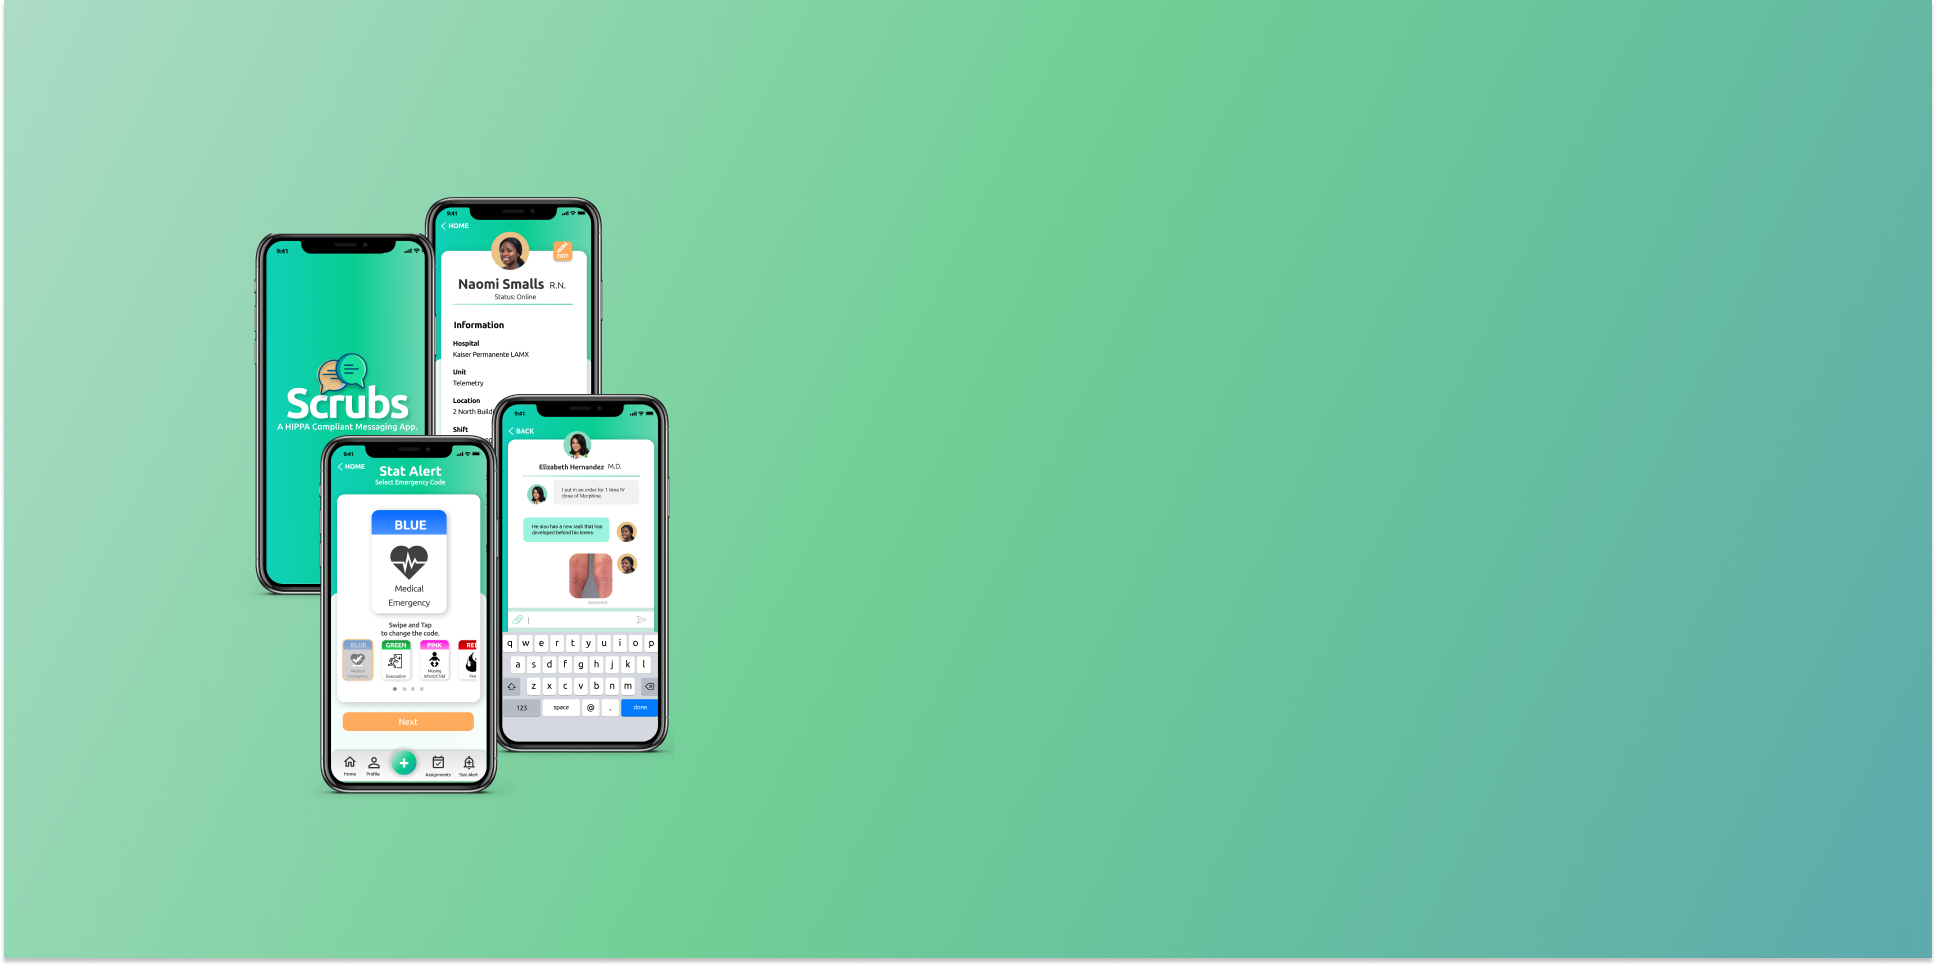 9:41
Scrubs
A HIPPA Compliant Messaging App.
9:41
HOME
EDIT
Naomi Smalls R.N.
Status: Online
Information
Hospital
Kaiser Permanente LAMX
Unit
Telemetry
Location
2 North Build
Shift
9:41
HOME
Stat Alert
Select Emergency Code
BLUE
Medical
Emergency
Swipe and Tap
to change the code.
BLUE
Medical
Emergency
GREEN
Evacuation
PINK
Missing
Infant/Child
RED
Fire
Next
Home
Profile
Assignments
Stat Alert
9:41
BACK
Elizabeth Hernandez M.D.
I put in an order for 1 time IV
dose of Morphine.
He also has a new rash that has
developed behind his knees.
Delivered
q w e r t y u i o p
a s d f g h j k l
z x c v b n m
123 space @ . done